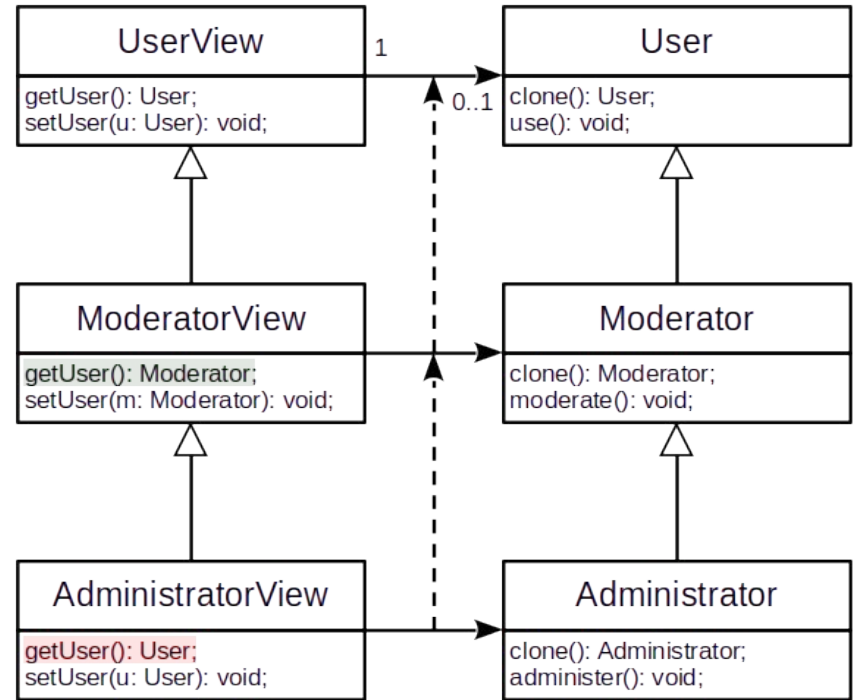 UserView
getUser(): User;
setUser(u: User): void;
1
0..1
User
clone(): User;
use(): void;
ModeratorView
getUser(): Moderator;
setUser(m: Moderator): void;
Moderator
clone(): Moderator;
moderate(): void;
AdministratorView
getUser(): User;
setUser(u: User): void;
Administrator
clone(): Administrator;
administer(): void;